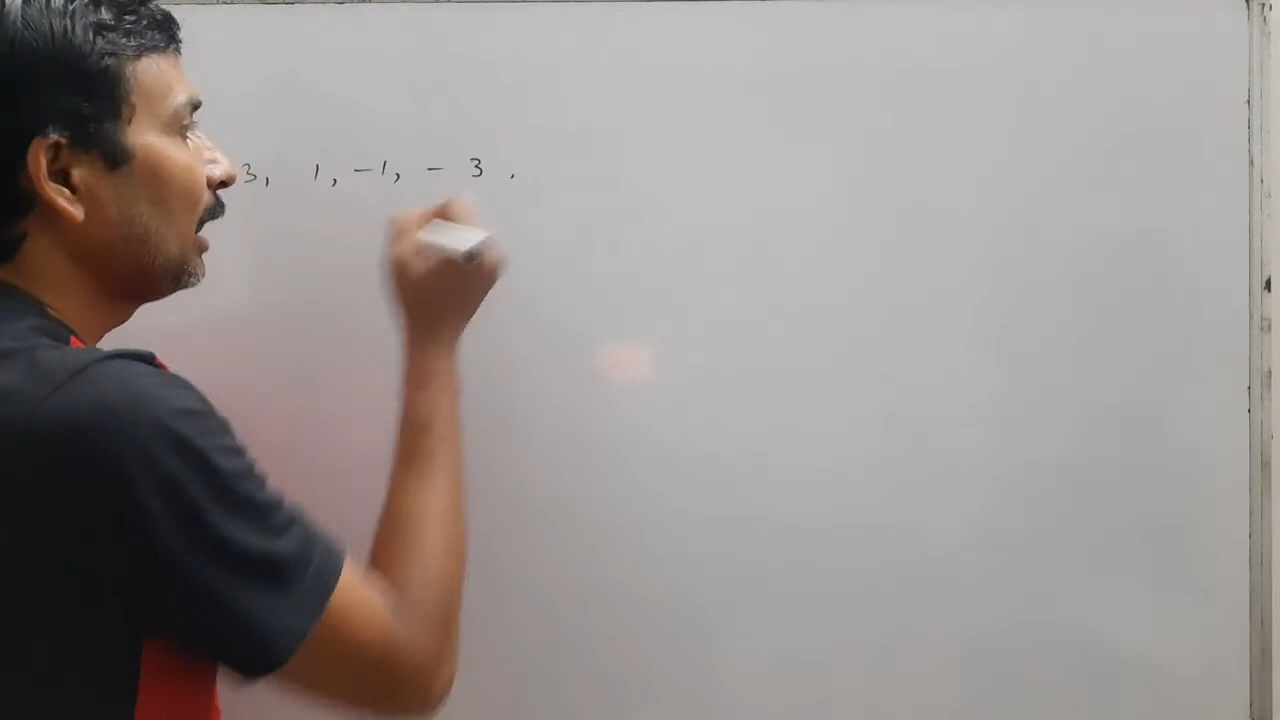 3, 1, -1, - 3 .